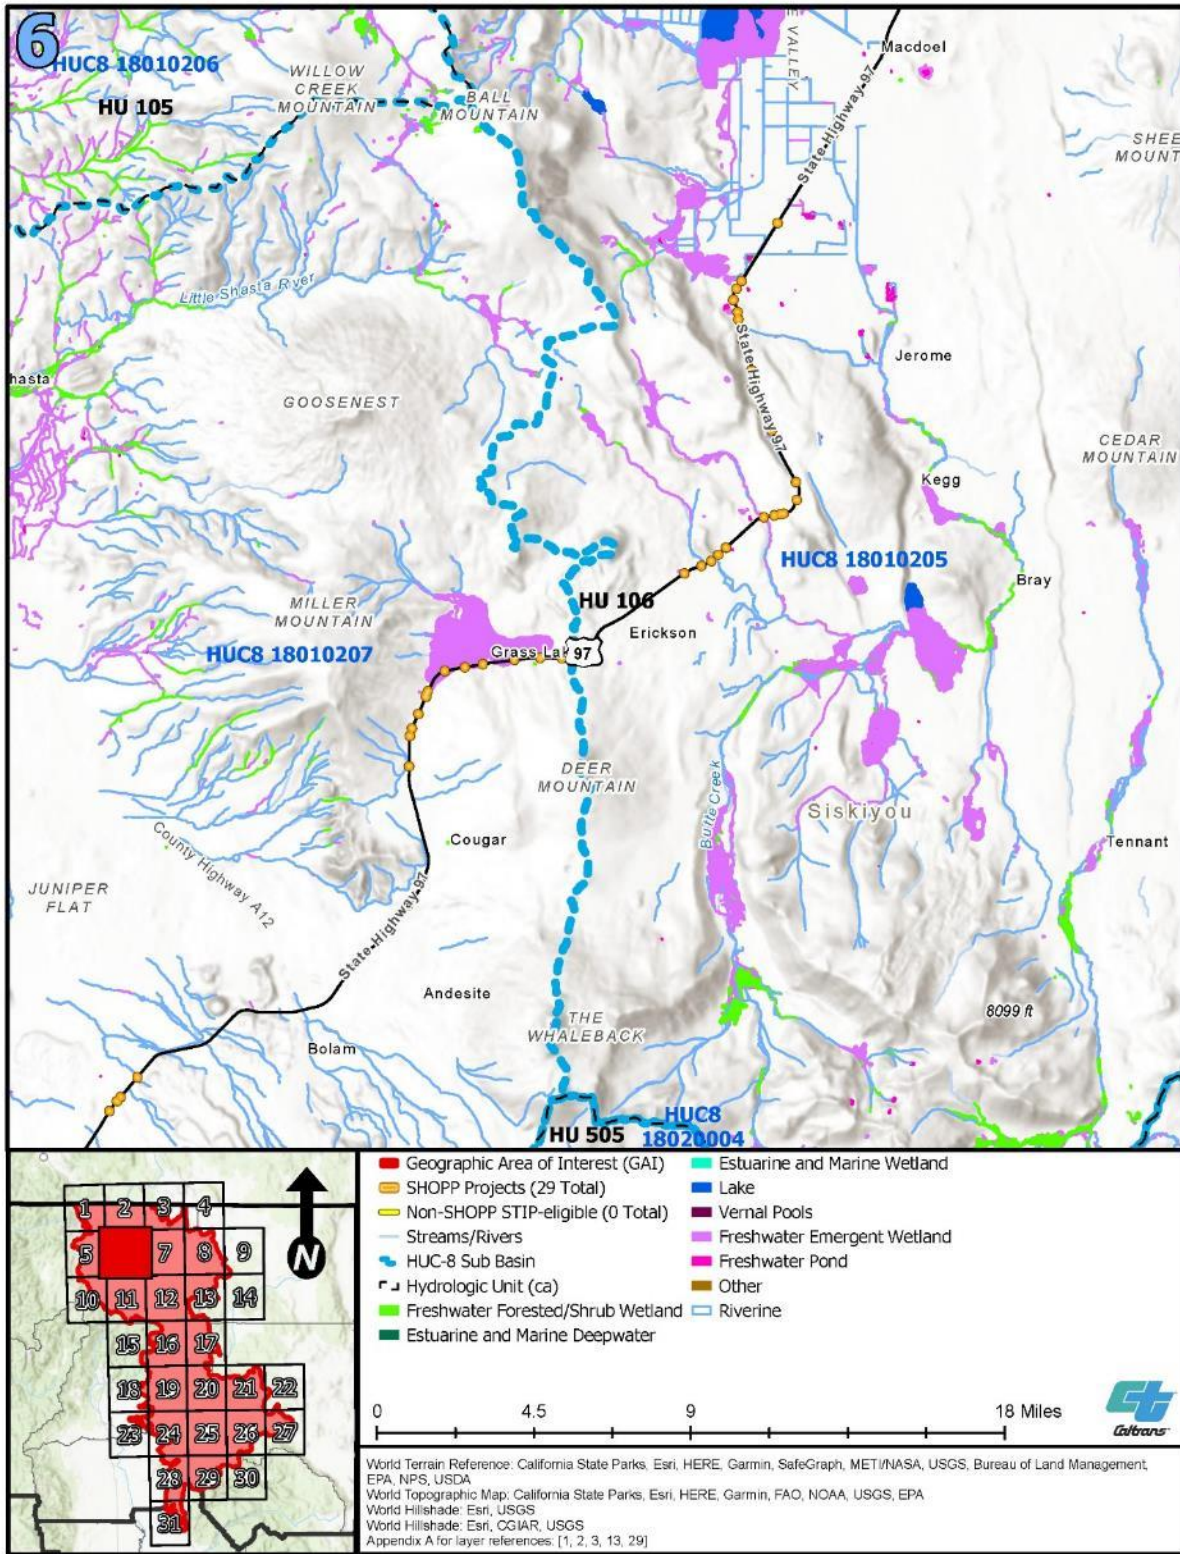 6
HUC8 18010206
HU 105
WILLOW
CREEK
MOUNTAIN
BALL
MOUNTAIN
E VALLEY
Macdoel
State-Highway-97
SHEE
MOUNT
Little Shasta River
hasta
GOOSENEST
State-Highway-97
Jerome
CEDAR
MOUNTAIN
Kegg
HUC8 18010205
Bray
MILLER
MOUNTAIN
HU 106
Erickson
HUC8 18010207
Grass Lak
97
DEER
MOUNTAIN
Butte Creek
Siskiyou
Cougar
Tennant
County Highway A12
JUNIPER
FLAT
State-Highway-97
Andesite
8099 ft
THE
WHALEBACK
Bolam
HUC8
18020004
HU 505
1 2 3 4
5 7 8 9
10 11 12 13 14
15 16 17
18 19 20 21 22
23 24 25 26 27
28 29 30
31
N
Geographic Area of Interest (GAI)
SHOPP Projects (29 Total)
Non-SHOPP STIP-eligible (0 Total)
Streams/Rivers
HUC-8 Sub Basin
Hydrologic Unit (ca)
Freshwater Forested/Shrub Wetland
Estuarine and Marine Deepwater
Estuarine and Marine Wetland
Lake
Vernal Pools
Freshwater Emergent Wetland
Freshwater Pond
Other
Riverine
0 4.5 9 18 Miles
ct
Caltrans
World Terrain Reference: California State Parks, Esri, HERE, Garmin, SafeGraph, METI/NASA, USGS, Bureau of Land Management,
EPA, NPS, USDA
World Topographic Map: California State Parks, Esri, HERE, Garmin, FAO, NOAA, USGS, EPA
World Hillshade: Esri, USGS
World Hillshade: Esri, CGIAR, USGS
Appendix A for layer references: [1, 2, 3, 13, 29]